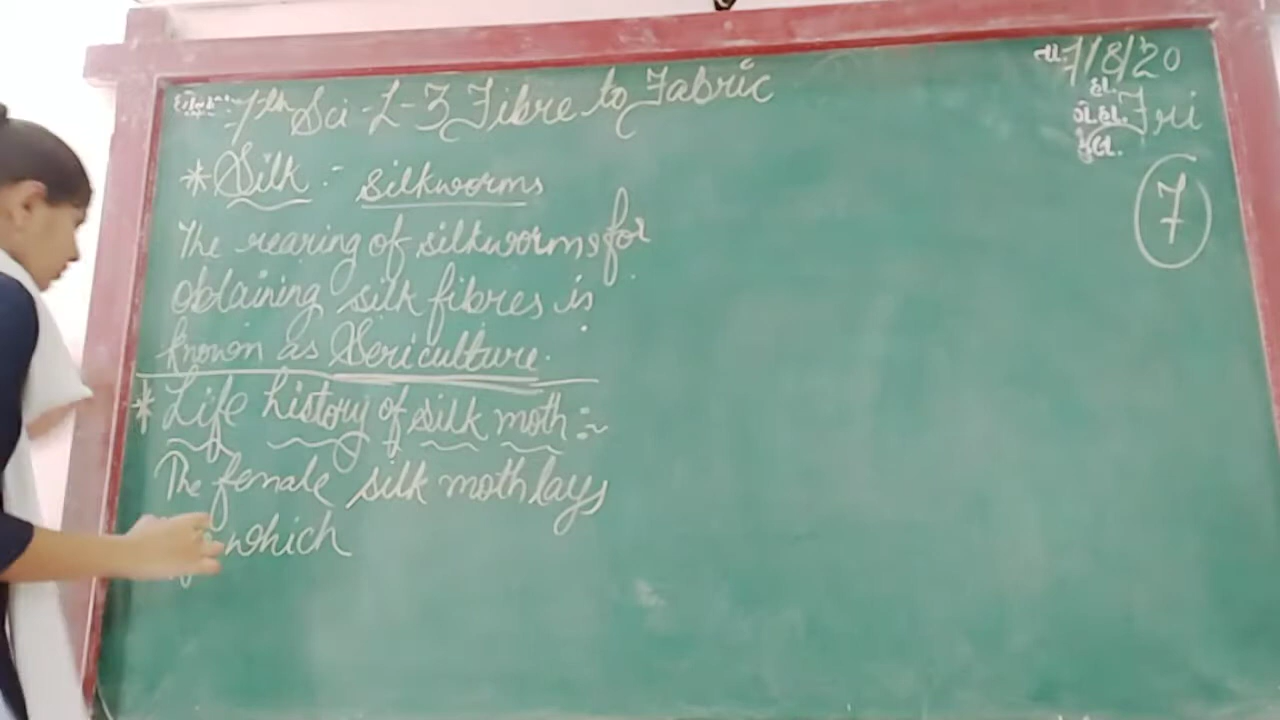 7th Sci - L-3 Fibre to Fabric
તા. 7/8/20
હા.
ગે.હા. Fri
કુલ.
7
* Silk :- silkworms
The rearing of silkworms for
obtaining silk fibres is
known as Sericulture.
* Life history of silk moth :-
The female silk moth lays
which